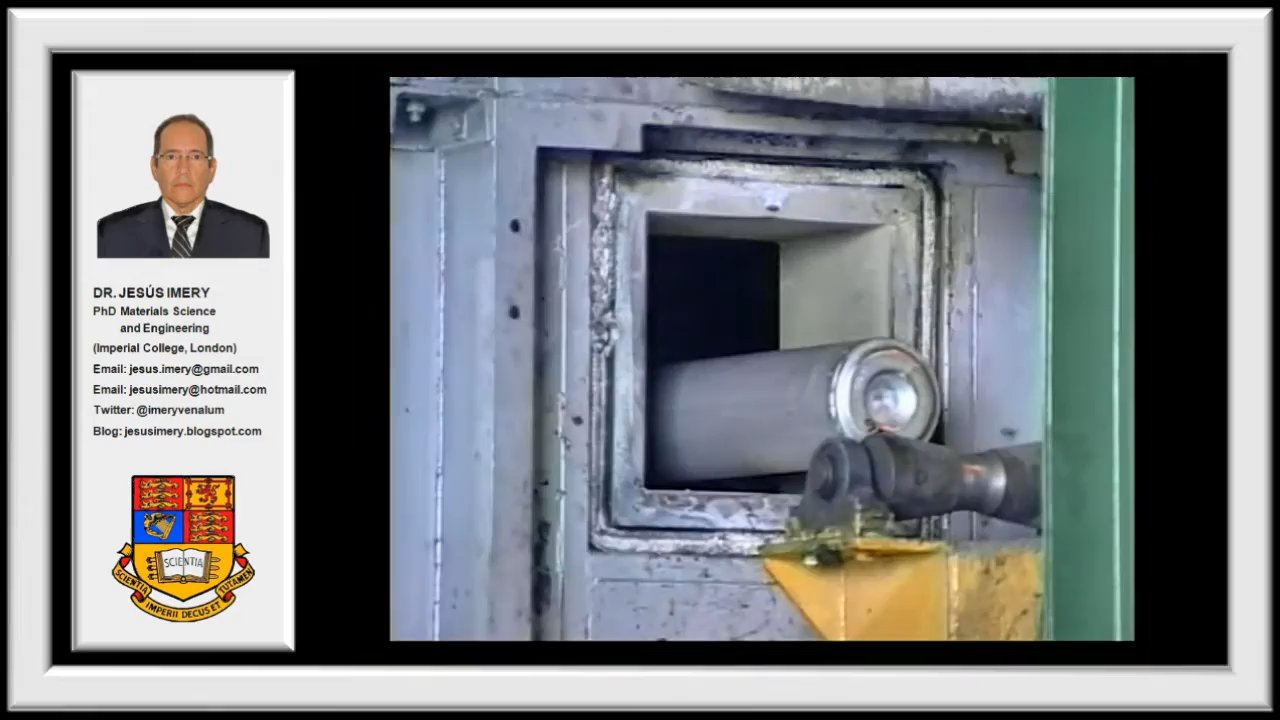 DR. JESÚS IMERY
PhD Materials Science
and Engineering
(Imperial College, London)
Email: jesus.imery@gmail.com
Email: jesusimery@hotmail.com
Twitter: @imeryvenalum
Blog: jesusimery.blogspot.com
SCIENTIA
SCIENTIA IMPERII DECUS ET TUTAMEN